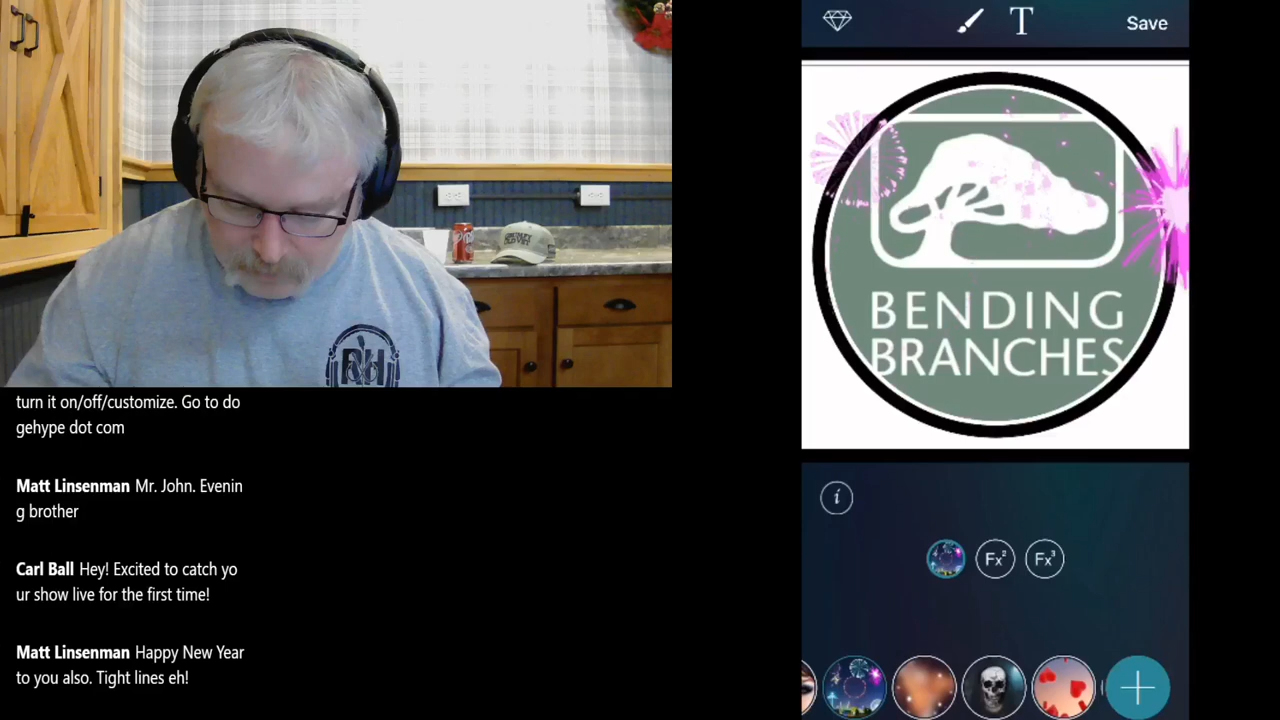 T
Save
BENDING
BRANCHES
i
Fx2
Fx3
turn it on/off/customize. Go to do
gehype dot com
Matt Linsenman Mr. John. Evenin
g brother
Carl Ball Hey! Excited to catch yo
ur show live for the first time!
Matt Linsenman Happy New Year
to you also. Tight lines eh!